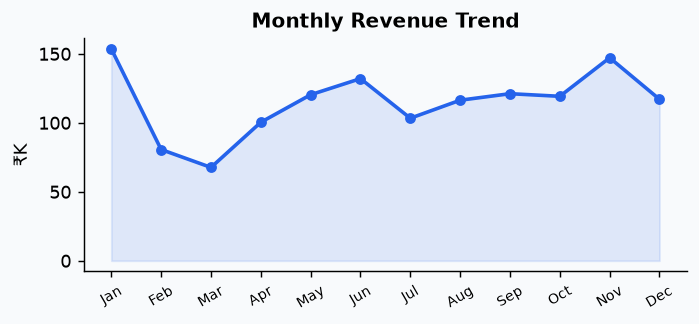 Monthly Revenue Trend
₹K
150
100
50
0
Jan Feb Mar Apr May Jun Jul Aug Sep Oct Nov Dec